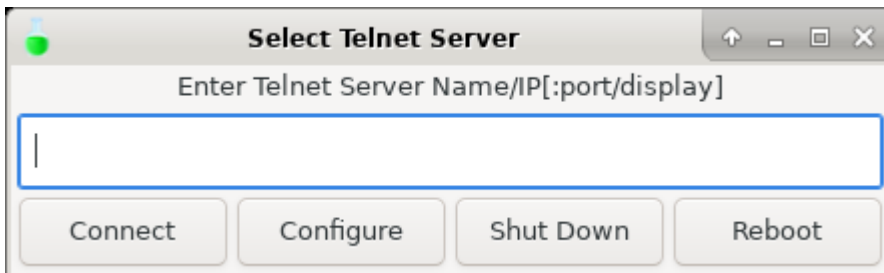 Select Telnet Server
Enter Telnet Server Name/IP[:port/display]
Connect Configure Shut Down Reboot